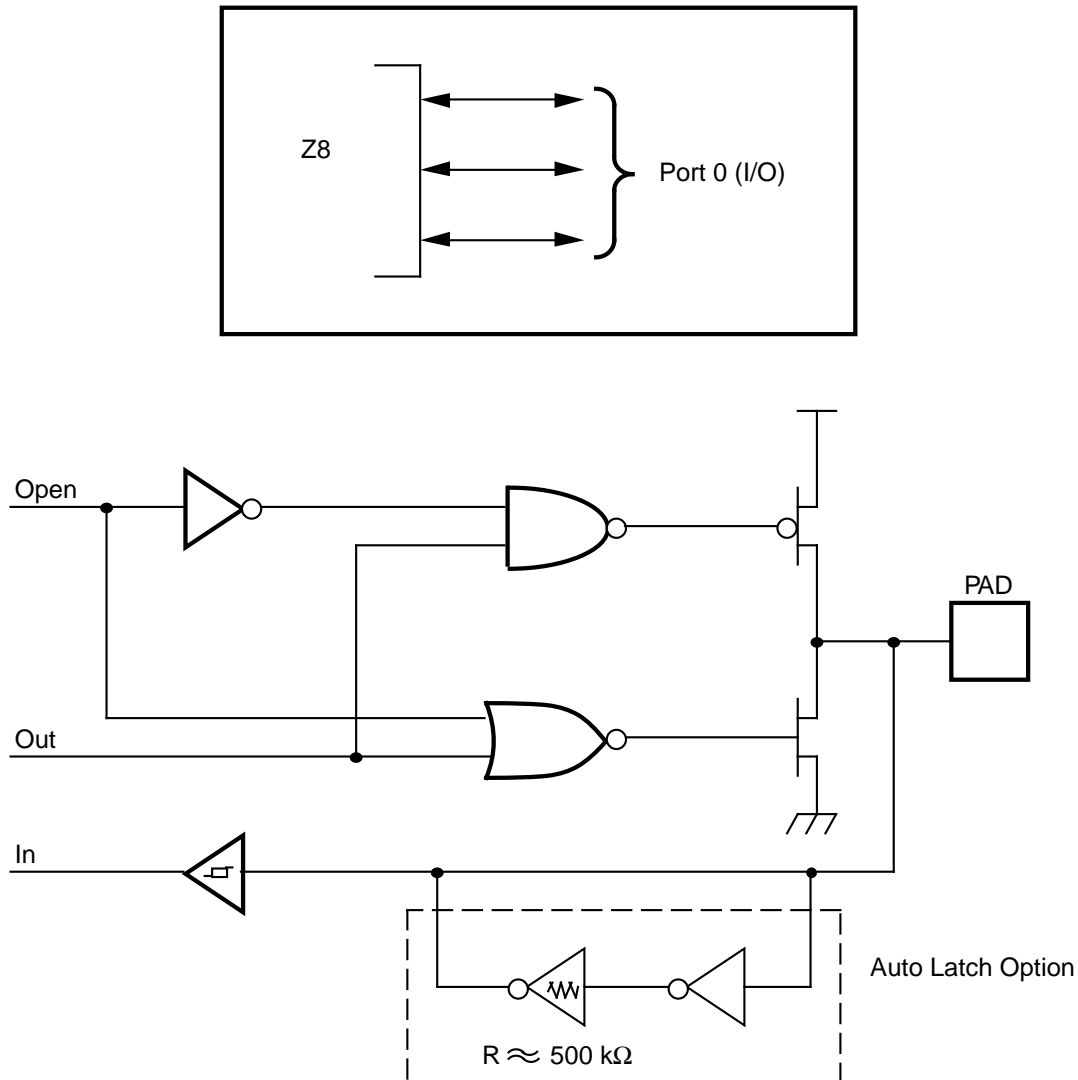 Z8
Port 0 (I/O)
Open
PAD
Out
In
Auto Latch Option
R ≈ 500 kΩ